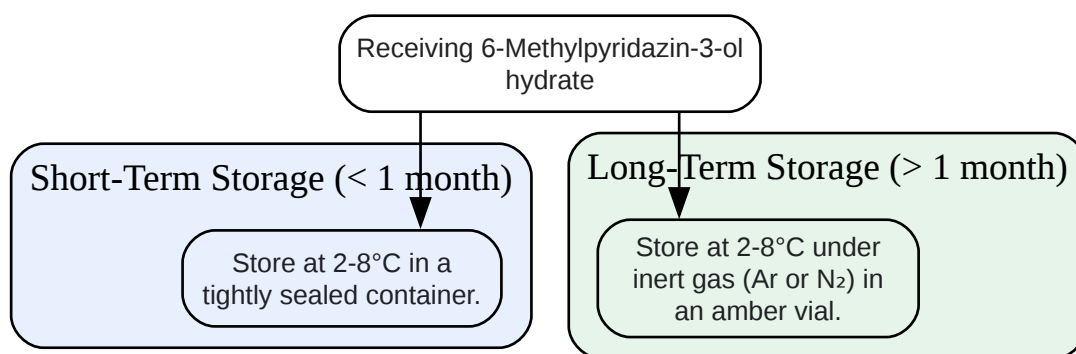 Receiving 6-Methylpyridazin-3-ol
hydrate
Short-Term Storage (< 1 month)
Store at 2-8°C in a
tightly sealed container.
Long-Term Storage (> 1 month)
Store at 2-8°C under
inert gas (Ar or N₂) in
an amber vial.